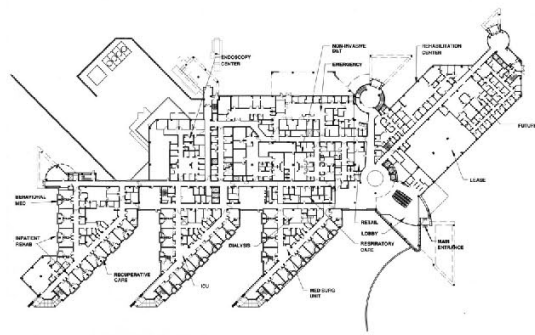 ENDOSCOPY
CENTER
NON-INVASIVE
D&T
EMERGENCY
REHABILITATION
CENTER
FUTURE
LEASE
BEHAVIORAL
MED
INPATIENT
REHAB
RECUPERATIVE
CARE
ICU
DIALYSIS
MED/SURG
UNIT
RETAIL
LOBBY
RESPIRATORY
CARE
MAIN
ENTRANCE